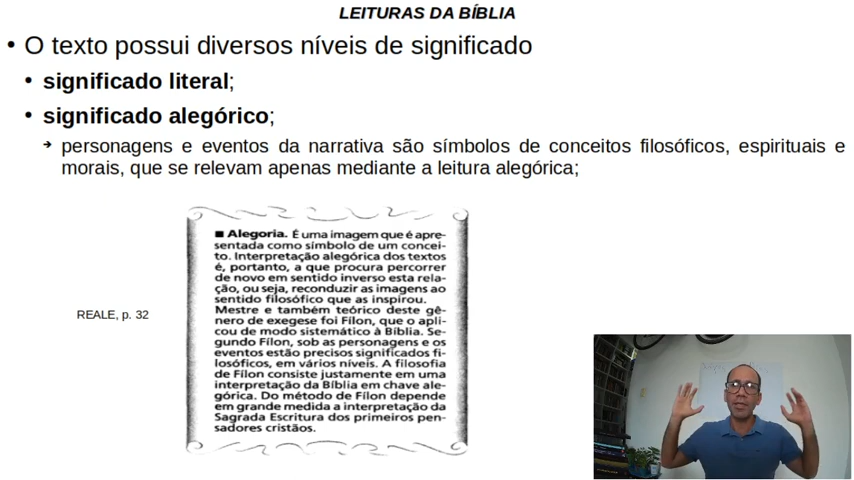 LEITURAS DA BÍBLIA
• O texto possui diversos níveis de significado
• significado literal;
• significado alegórico;
➔ personagens e eventos da narrativa são símbolos de conceitos filosóficos, espirituais e
morais, que se relevam apenas mediante a leitura alegórica;
■ Alegoria. É uma imagem que é apre-
sentada como símbolo de um concei-
to. Interpretação alegórica dos textos
é, portanto, a que procura percorrer
de novo em sentido inverso esta rela-
ção, ou seja, reconduzir as imagens ao
sentido filosófico que as inspirou.
Mestre e também teórico deste gê-
nero de exegese foi Fílon, que o apli-
cou de modo sistemático à Bíblia. Se-
gundo Fílon, sob as personagens e os
eventos estão precisos significados fi-
losóficos, em vários níveis. A filosofia
de Fílon consiste justamente em uma
interpretação da Bíblia em chave ale-
górica. Do método de Fílon depende
em grande medida a interpretação da
Sagrada Escritura dos primeiros pen-
sadores cristãos.
REALE, p. 32